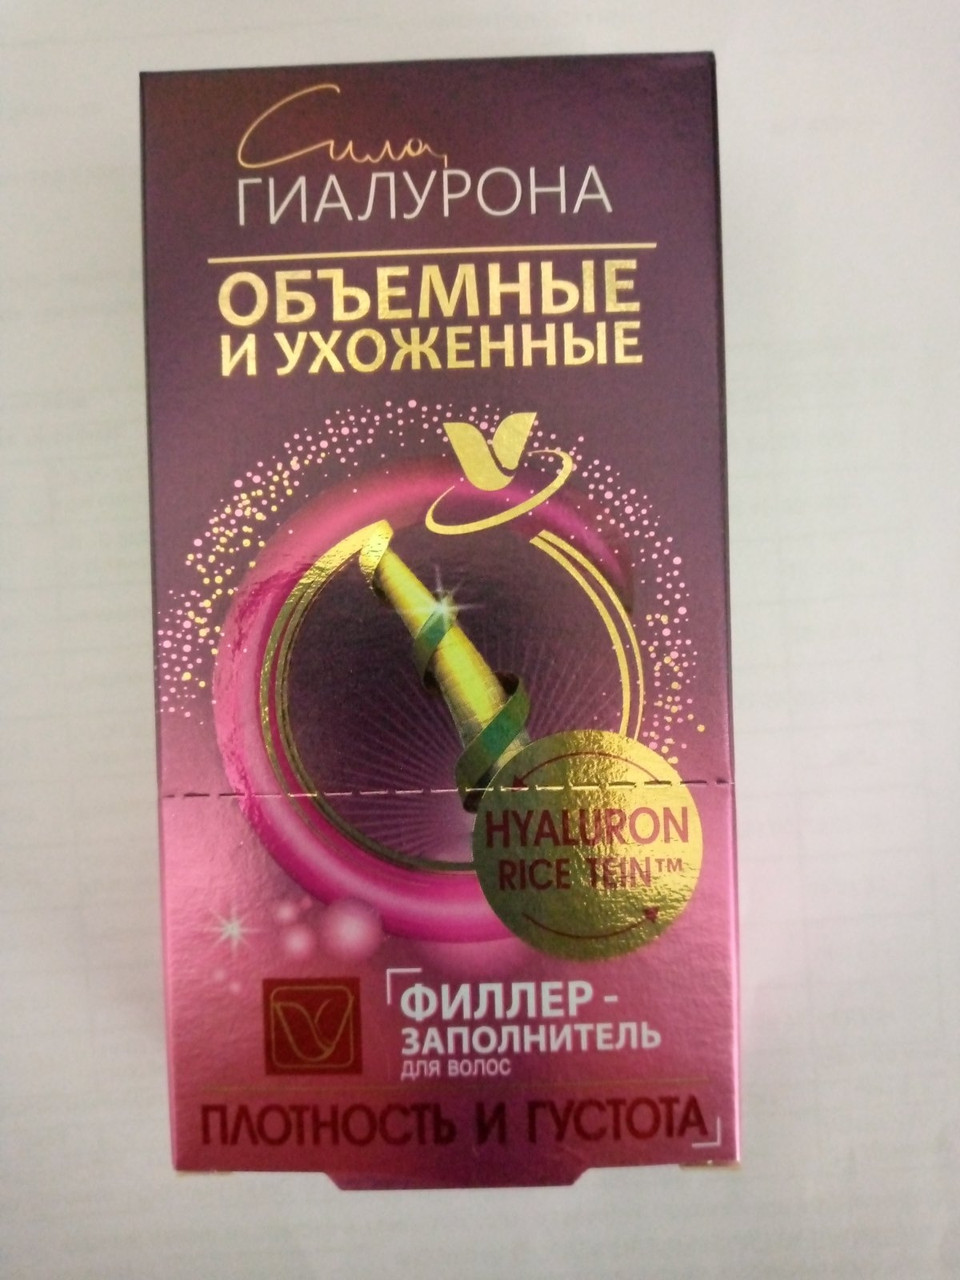 Сила
ГИАЛУРОНА
ОБЪЕМНЫЕ
И УХОЖЕННЫЕ
HYALURON
RICE TEIN™
ФИЛЛЕР -
ЗАПОЛНИТЕЛЬ
ДЛЯ ВОЛОС
ПЛОТНОСТЬ И ГУСТОТА